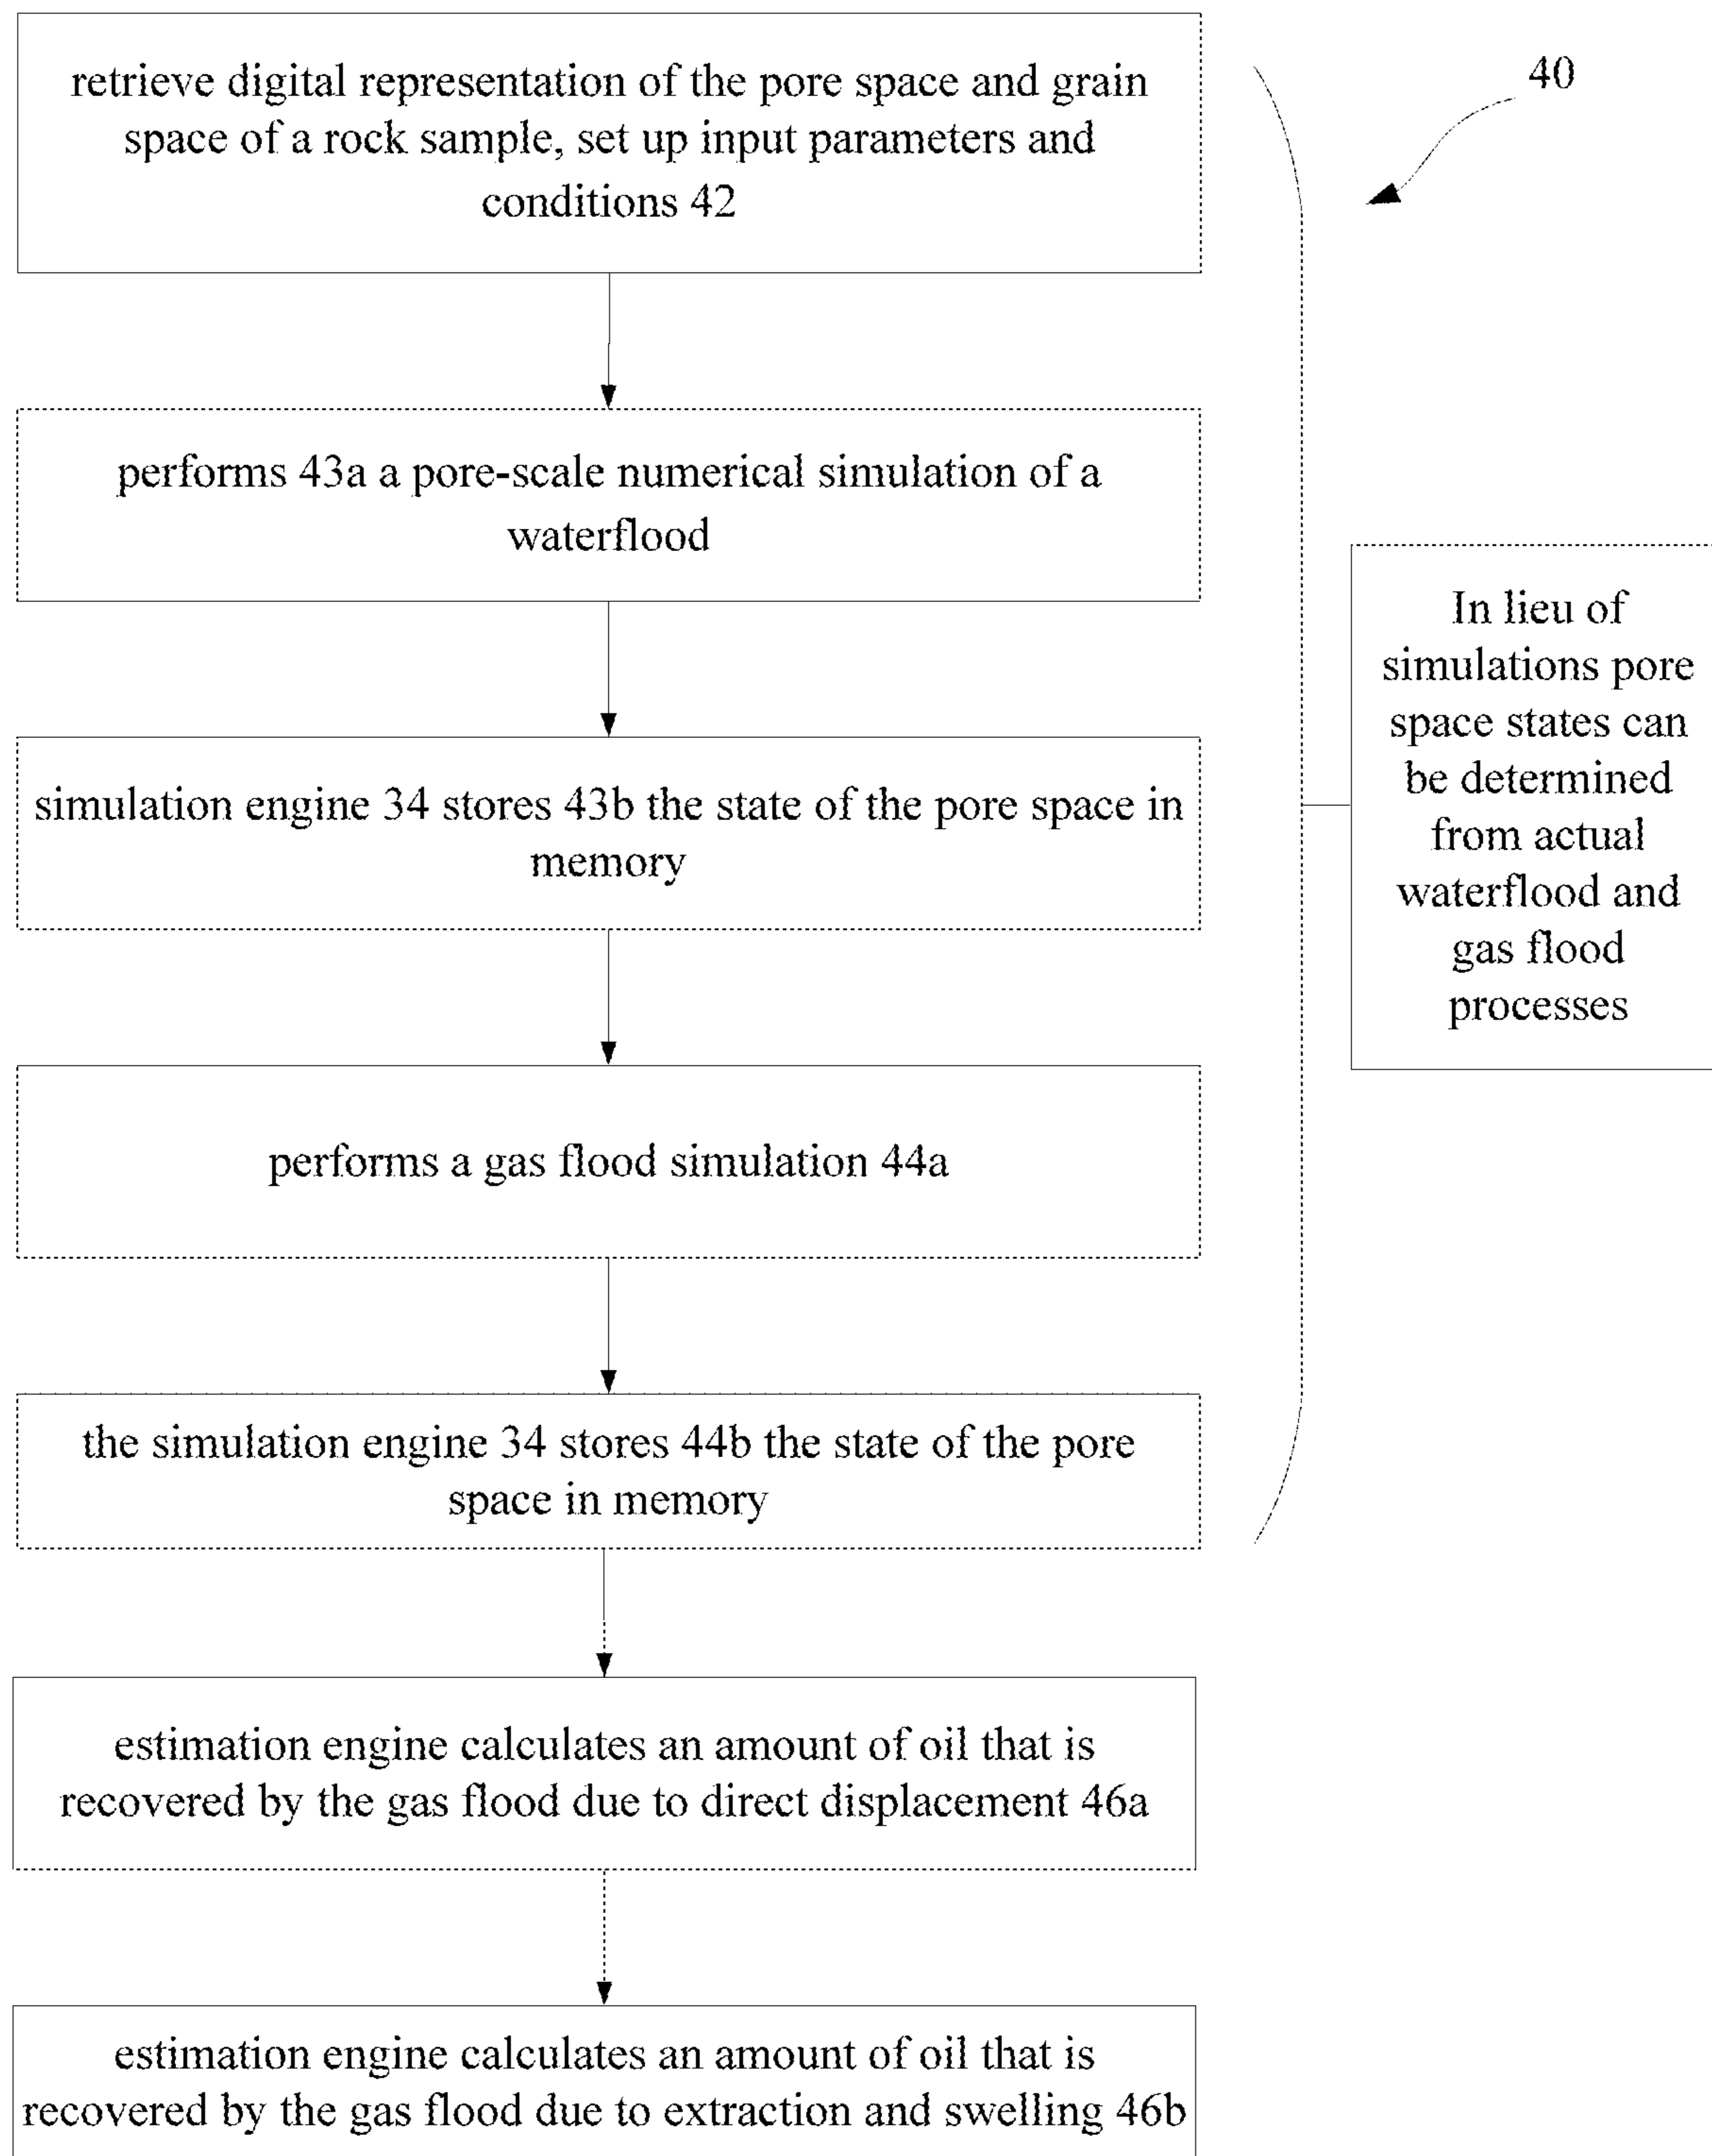 retrieve digital representation of the pore space and grain
space of a rock sample, set up input parameters and
conditions 42
40
performs 43a a pore-scale numerical simulation of a
waterflood
simulation engine 34 stores 43b the state of the pore space in
memory
In lieu of
simulations pore
space states can
be determined
from actual
waterflood and
gas flood
processes
performs a gas flood simulation 44a
the simulation engine 34 stores 44b the state of the pore
space in memory
estimation engine calculates an amount of oil that is
recovered by the gas flood due to direct displacement 46a
estimation engine calculates an amount of oil that is
recovered by the gas flood due to extraction and swelling 46b